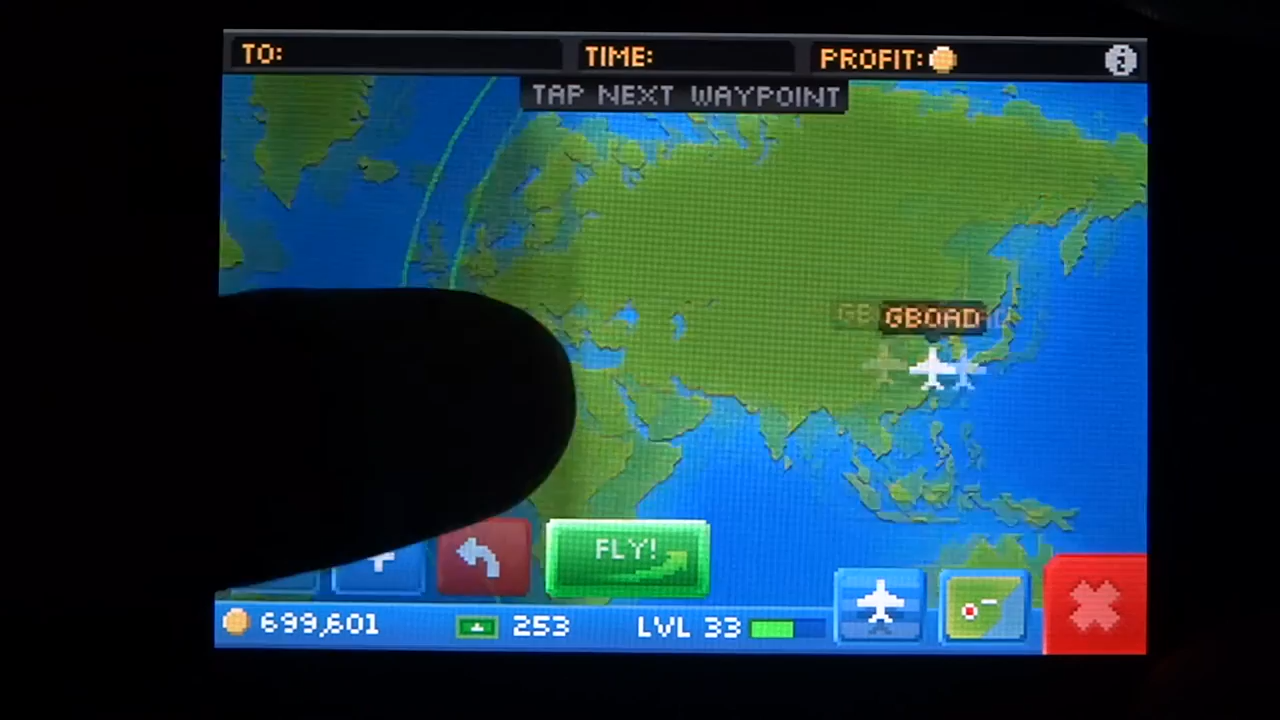 TO:
TIME:
PROFIT:
TAP NEXT WAYPOINT
GBOAD
FLY!
699,601
253
LVL 33